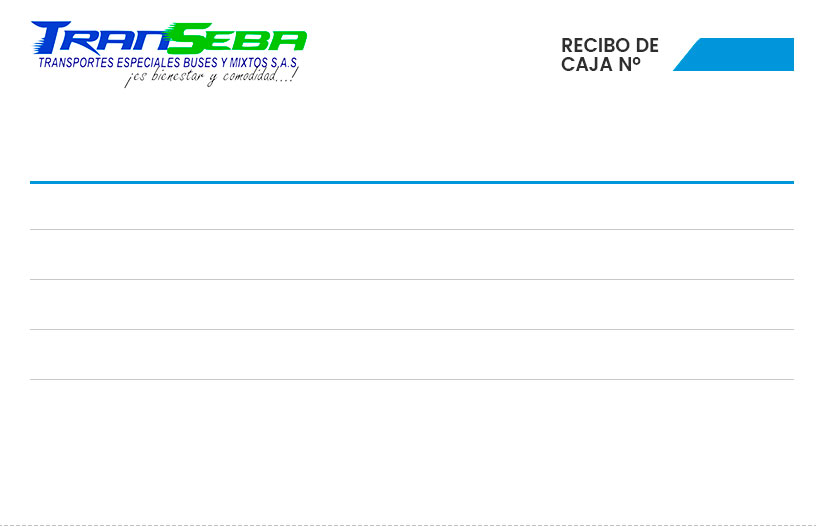 TRANSEBA
TRANSPORTES ESPECIALES BUSES Y MIXTOS S.A.S
¡es bienestar y comodidad...!
RECIBO DE
CAJA Nº